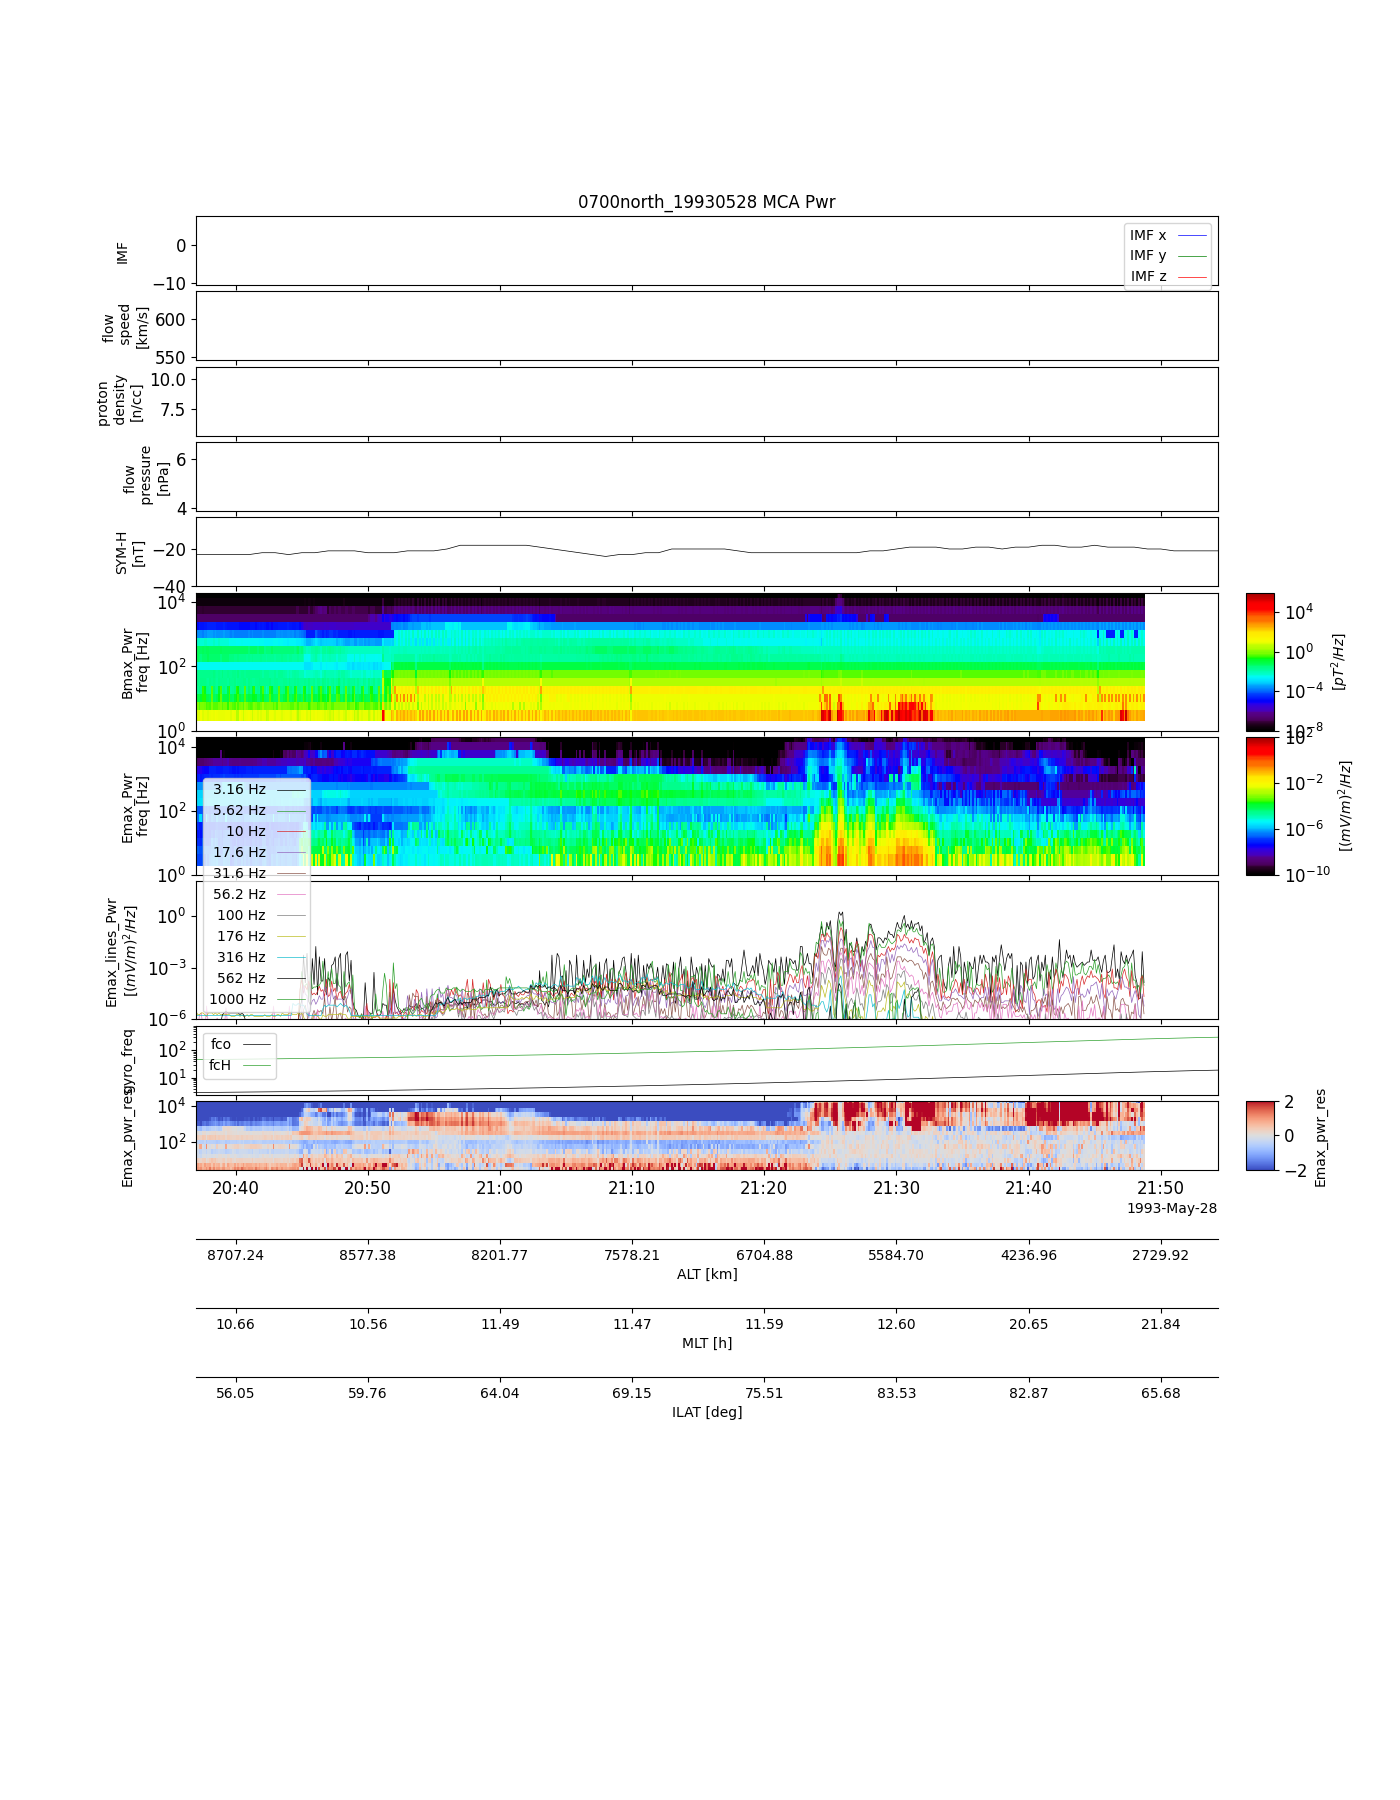 0700north_19930528 MCA Pwr
IMF
0
−10
IMF x
IMF y
IMF z
flow
speed
[km/s]
600
550
proton
density
[n/cc]
10.0
7.5
flow
pressure
[nPa]
6
4
SYM-H
[nT]
−20
−40
Bmax_Pwr
freq [Hz]
10^4
10^2
10^0
10^4
10^0
10^−4
10^−8
[pT^2/Hz]
Emax_Pwr
freq [Hz]
10^4
10^2
10^0
10^2
10^−2
10^−6
10^−10
[(mV/m)^2/Hz]
3.16 Hz
5.62 Hz
10 Hz
17.6 Hz
31.6 Hz
56.2 Hz
100 Hz
176 Hz
316 Hz
562 Hz
1000 Hz
Emax_lines_Pwr
[(mV/m)^2/Hz]
10^0
10^−3
10^−6
gyro_freq
10^2
10^1
fco
fcH
Emax_pwr_res
10^4
10^2
2
0
−2
Emax_pwr_res
20:40 20:50 21:00 21:10 21:20 21:30 21:40 21:50
1993-May-28
8707.24 8577.38 8201.77 7578.21 6704.88 5584.70 4236.96 2729.92
ALT [km]
10.66 10.56 11.49 11.47 11.59 12.60 20.65 21.84
MLT [h]
56.05 59.76 64.04 69.15 75.51 83.53 82.87 65.68
ILAT [deg]